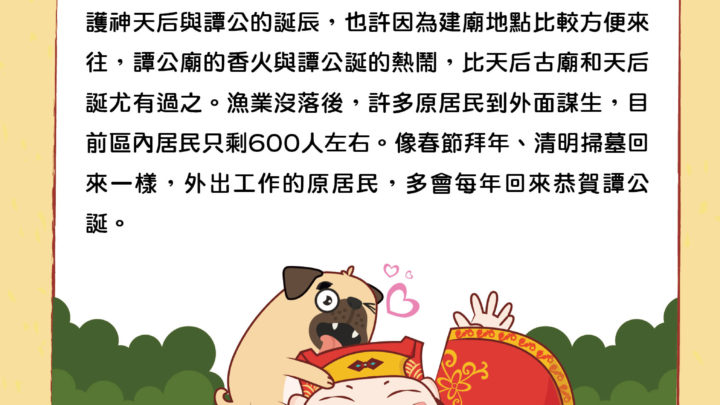 護神天后與譚公的誕辰，也許因為建廟地點比較方便來
往，譚公廟的香火與譚公誕的熱鬧，比天后古廟和天后
誕尤有過之。漁業沒落後，許多原居民到外面謀生，目
前區內居民只剩600人左右。像春節拜年、清明掃墓回
來一樣，外出工作的原居民，多會每年回來恭賀譚公
誕。